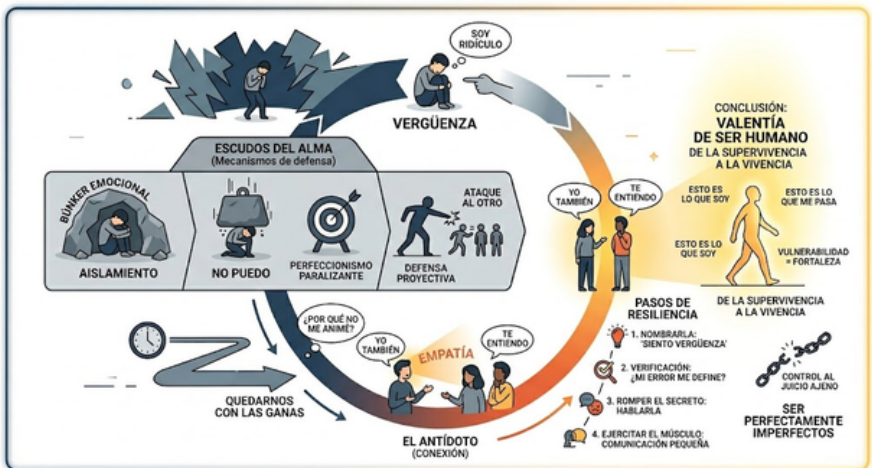 SOY
RIDÍCULO
VERGÜENZA
ESCUDOS DEL ALMA
(Mecanismos de defensa)
BÚNKER EMOCIONAL
AISLAMIENTO
NO PUEDO
PERFECCIONISMO
PARALIZANTE
ATAQUE
AL OTRO
DEFENSA
PROYECTIVA
QUEDARNOS
CON LAS GANAS
¿POR QUÉ NO
ME ANIMÉ?
YO
TAMBIÉN
EMPATÍA
TE
ENTIENDO
EL ANTÍDOTO
(CONEXIÓN)
YO
TAMBIÉN
TE
ENTIENDO
PASOS DE
RESILIENCIA
1. NOMBRARLA:
'SIENTO VERGÜENZA'
2. VERIFICACIÓN:
¿MI ERROR ME DEFINE?
3. ROMPER EL SECRETO:
HABLARLA
4. EJERCITAR EL MÚSCULO:
COMUNICACIÓN PEQUEÑA
CONCLUSIÓN:
VALENTÍA
DE SER HUMANO
DE LA SUPERVIVENCIA
A LA VIVENCIA
ESTO ES
LO QUE SOY
ESTO ES LO
QUE ME PASA
ESTO ES LO
QUE SOY
VULNERABILIDAD
= FORTALEZA
DE LA SUPERVIVENCIA
A LA VIVENCIA
CONTROL AL
JUICIO AJENO
SER
PERFECTAMENTE
IMPERFECTOS